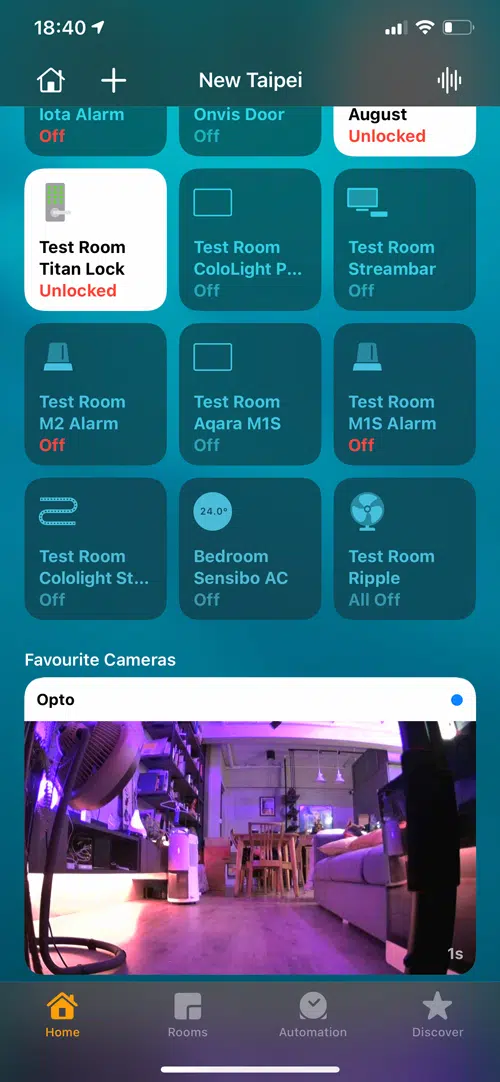 18:40
New Taipei
Iota Alarm
Off
Onvis Door
Off
August
Unlocked
Test Room
Titan Lock
Unlocked
Test Room
ColoLight P...
Off
Test Room
Streambar
Off
Test Room
M2 Alarm
Off
Test Room
Aqara M1S
Off
Test Room
M1S Alarm
Off
Test Room
Cololight St...
Off
24.0°
Bedroom
Sensibo AC
Off
Test Room
Ripple
All Off
Favourite Cameras
Opto
1s
Home
Rooms
Automation
Discover